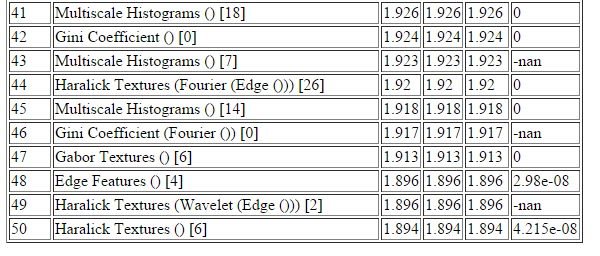 41 Multiscale Histograms () [18] 1.926 1.926 1.926 0
42 Gini Coefficient () [0] 1.924 1.924 1.924 0
43 Multiscale Histograms () [7] 1.923 1.923 1.923 -nan
44 Haralick Textures (Fourier (Edge ())) [26] 1.92 1.92 1.92 0
45 Multiscale Histograms () [14] 1.918 1.918 1.918 0
46 Gini Coefficient (Fourier ()) [0] 1.917 1.917 1.917 -nan
47 Gabor Textures () [6] 1.913 1.913 1.913 0
48 Edge Features () [4] 1.896 1.896 1.896 2.98e-08
49 Haralick Textures (Wavelet (Edge ())) [2] 1.896 1.896 1.896 -nan
50 Haralick Textures () [6] 1.894 1.894 1.894 4.215e-08